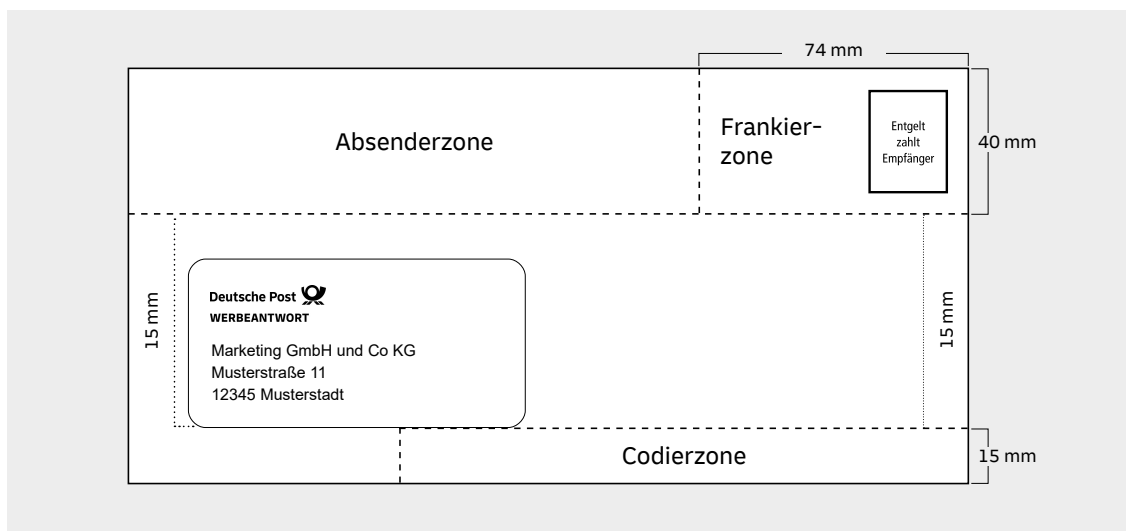 74 mm
Absenderzone
Frankier-
zone
Entgelt
zahlt
Empfänger
40 mm
15 mm
Deutsche Post
WERBEANTWORT
Marketing GmbH und Co KG
Musterstraße 11
12345 Musterstadt
15 mm
Codierzone
15 mm